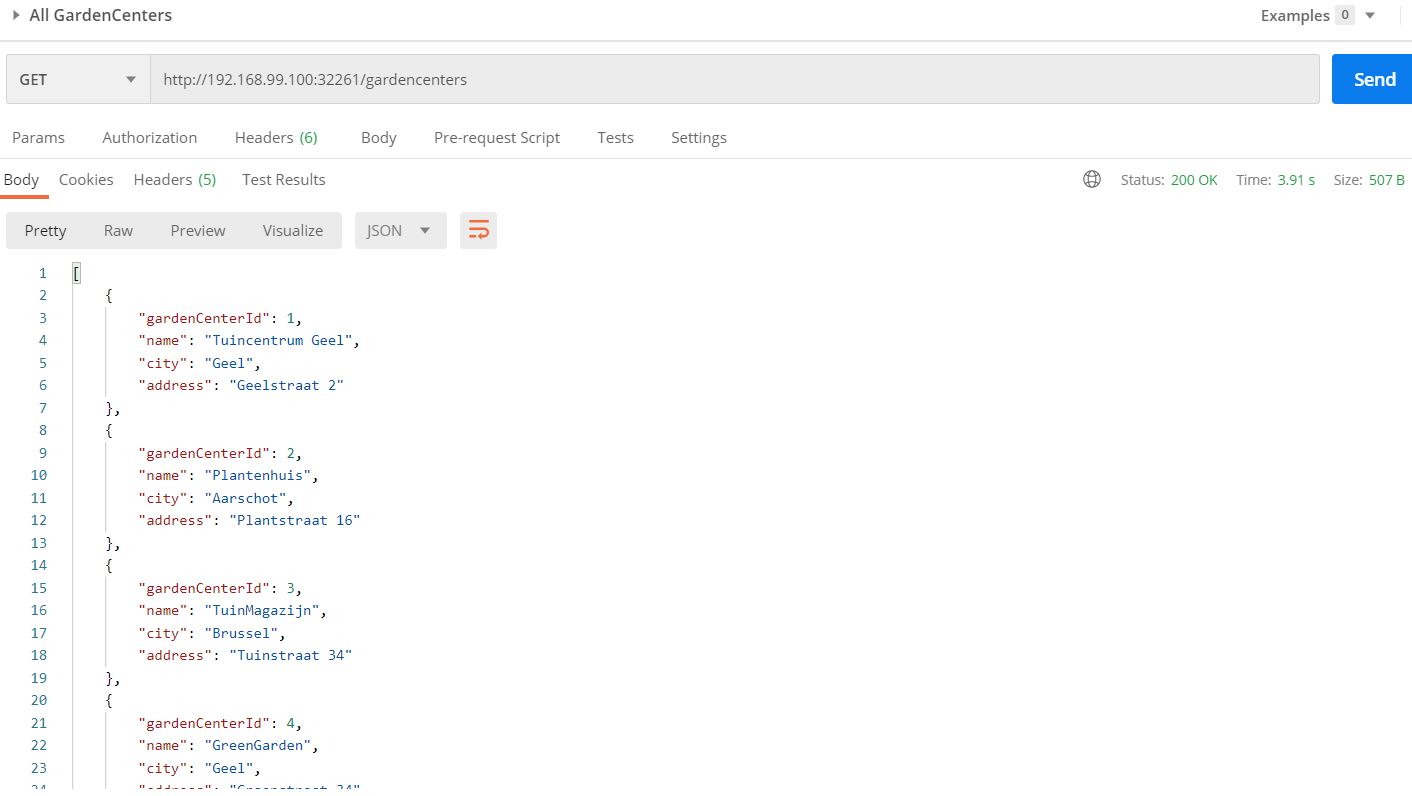 All GardenCenters
Examples 0
GET http://192.168.99.100:32261/gardencenters Send
Params Authorization Headers (6) Body Pre-request Script Tests Settings
Body Cookies Headers (5) Test Results Status: 200 OK Time: 3.91 s Size: 507 B
Pretty Raw Preview Visualize JSON
1 [
2 {
3 "gardenCenterId": 1,
4 "name": "Tuincentrum Geel",
5 "city": "Geel",
6 "address": "Geelstraat 2"
7 },
8 {
9 "gardenCenterId": 2,
10 "name": "Plantenhuis",
11 "city": "Aarschot",
12 "address": "Plantstraat 16"
13 },
14 {
15 "gardenCenterId": 3,
16 "name": "TuinMagazijn",
17 "city": "Brussel",
18 "address": "Tuinstraat 34"
19 },
20 {
21 "gardenCenterId": 4,
22 "name": "GreenGarden",
23 "city": "Geel",
24 "address":